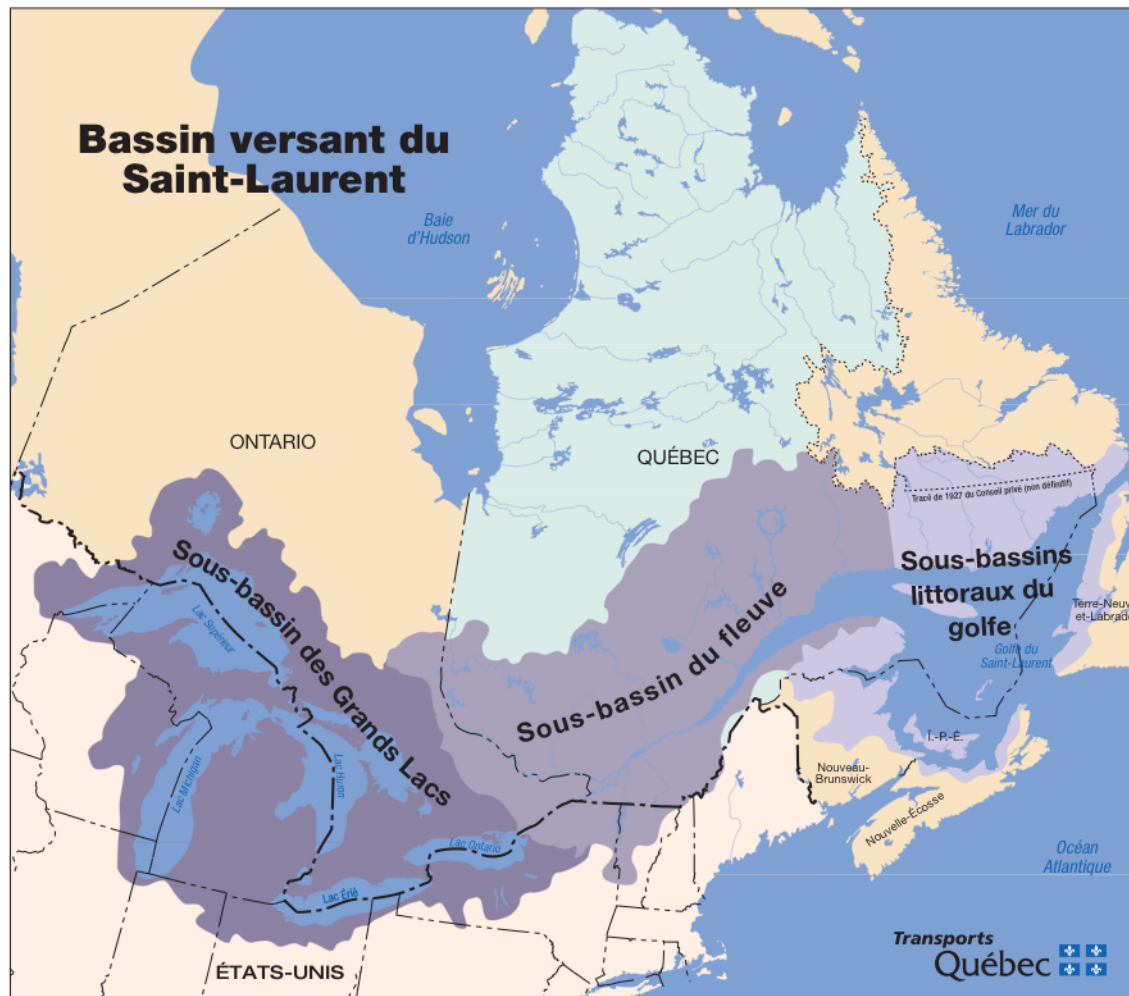 Bassin versant du
Saint-Laurent
Baie
d'Hudson
Mer du
Labrador
ONTARIO
QUÉBEC
Tracé de 1927 du Conseil privé (non définitif)
Sous-bassin des Grands Lacs
Sous-bassin du fleuve
Sous-bassins
littoraux du
golfe
Terre-Neuve
et-Labrador
Golfe du
Saint-Laurent
Lac Supérieur
Lac Michigan
Lac Huron
Lac Ontario
Lac Érié
Î.-P.-É.
Nouveau-
Brunswick
Nouvelle-Écosse
Océan
Atlantique
ÉTATS-UNIS
Transports
Québec